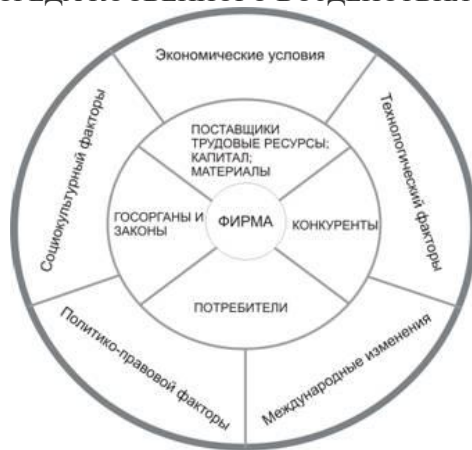 Экономические условия
Социокультурный факторы
Технологический факторы
ПОСТАВЩИКИ
ТРУДОВЫЕ РЕСУРСЫ;
КАПИТАЛ;
МАТЕРИАЛЫ
ГОСОРГАНЫ И
ЗАКОНЫ
ФИРМА
КОНКУРЕНТЫ
ПОТРЕБИТЕЛИ
Политико-правовой факторы
Международные изменения